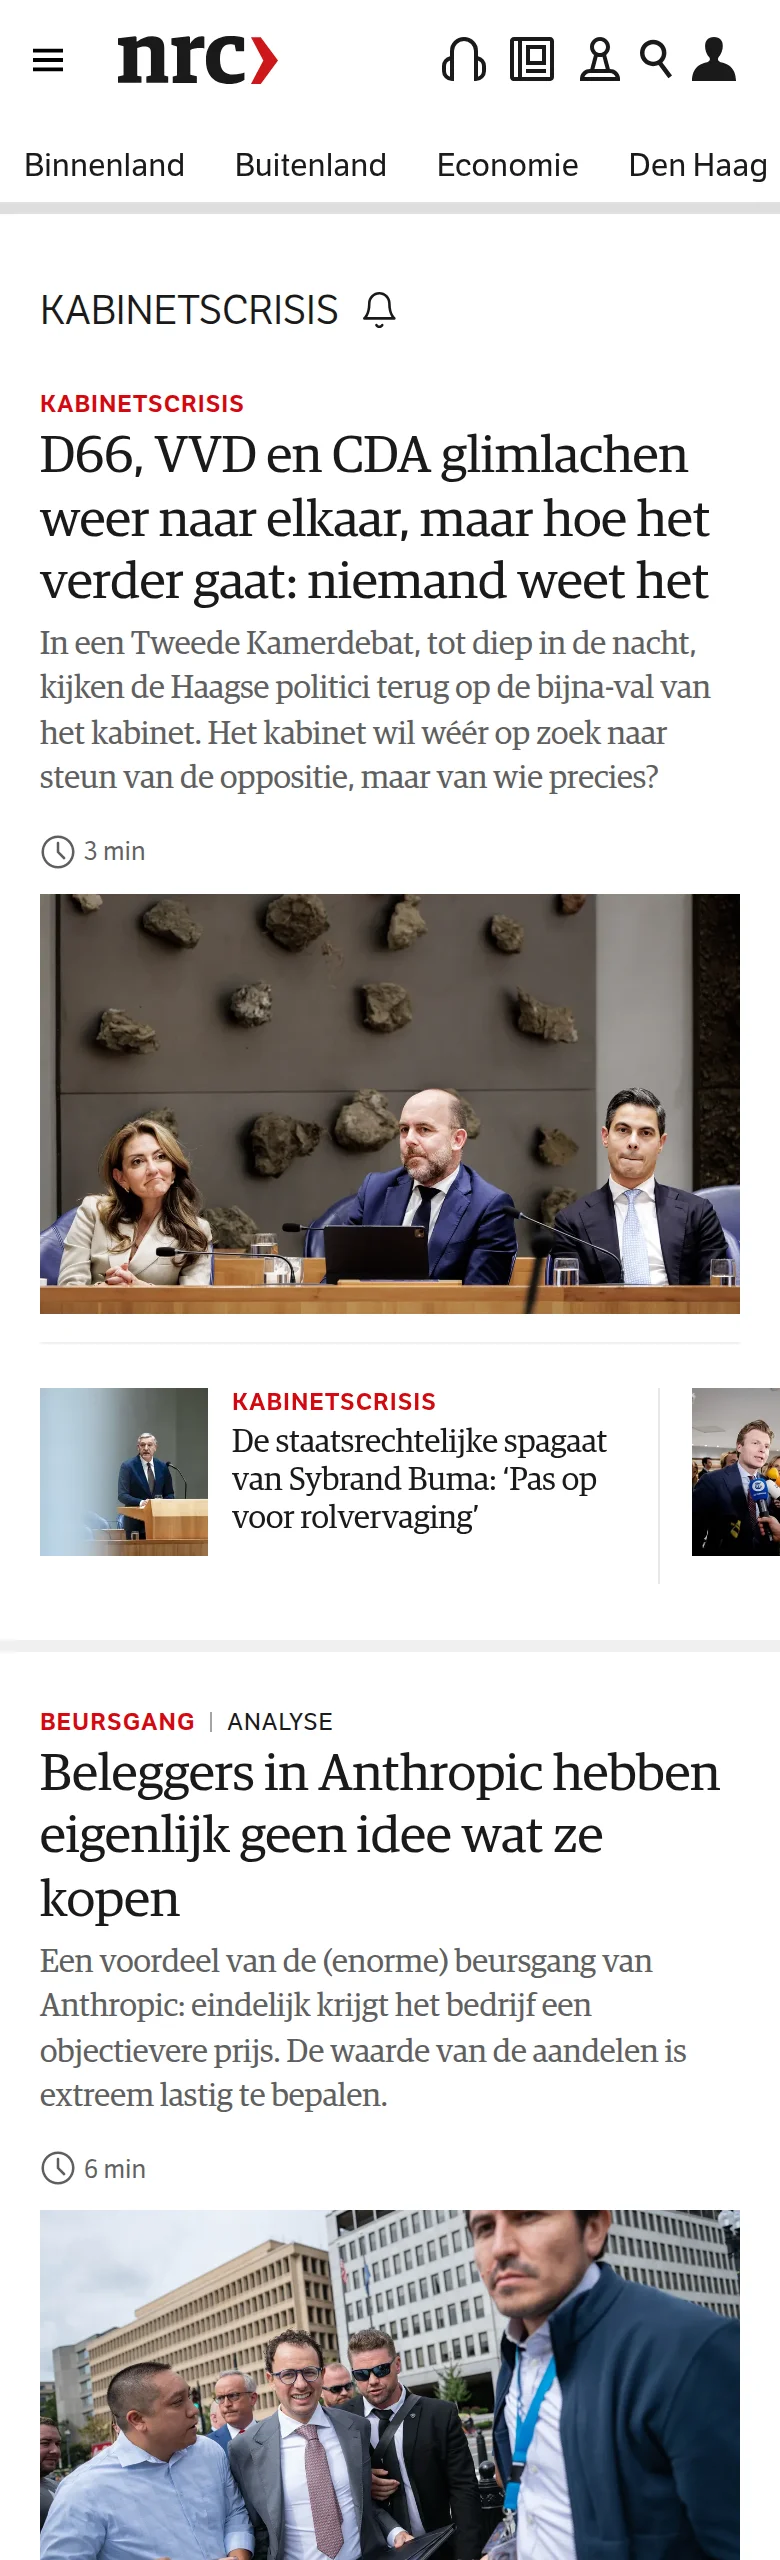 nrc
Binnenland Buitenland Economie Den Haag
KABINETSCRISIS
KABINETSCRISIS
D66, VVD en CDA glimlachen
weer naar elkaar, maar hoe het
verder gaat: niemand weet het
In een Tweede Kamerdebat, tot diep in de nacht,
kijken de Haagse politici terug op de bijna-val van
het kabinet. Het kabinet wil wéér op zoek naar
steun van de oppositie, maar van wie precies?
3 min
KABINETSCRISIS
De staatsrechtelijke spagaat
van Sybrand Buma: ‘Pas op
voor rolvervaging’
BEURSGANG | ANALYSE
Beleggers in Anthropic hebben
eigenlijk geen idee wat ze
kopen
Een voordeel van de (enorme) beursgang van
Anthropic: eindelijk krijgt het bedrijf een
objectievere prijs. De waarde van de aandelen is
extreem lastig te bepalen.
6 min